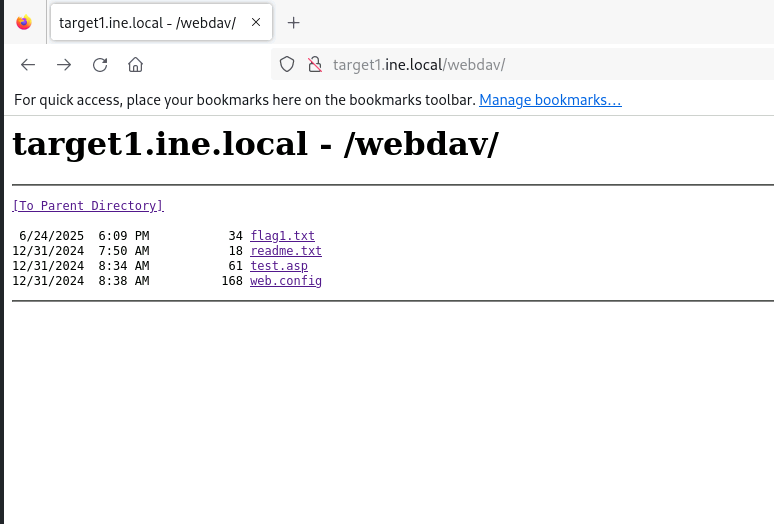 target1.ine.local - /webdav/
target1.ine.local/webdav/
For quick access, place your bookmarks here on the bookmarks toolbar. Manage bookmarks…
target1.ine.local - /webdav/
[To Parent Directory]
6/24/2025 6:09 PM 34 flag1.txt
12/31/2024 7:50 AM 18 readme.txt
12/31/2024 8:34 AM 61 test.asp
12/31/2024 8:38 AM 168 web.config